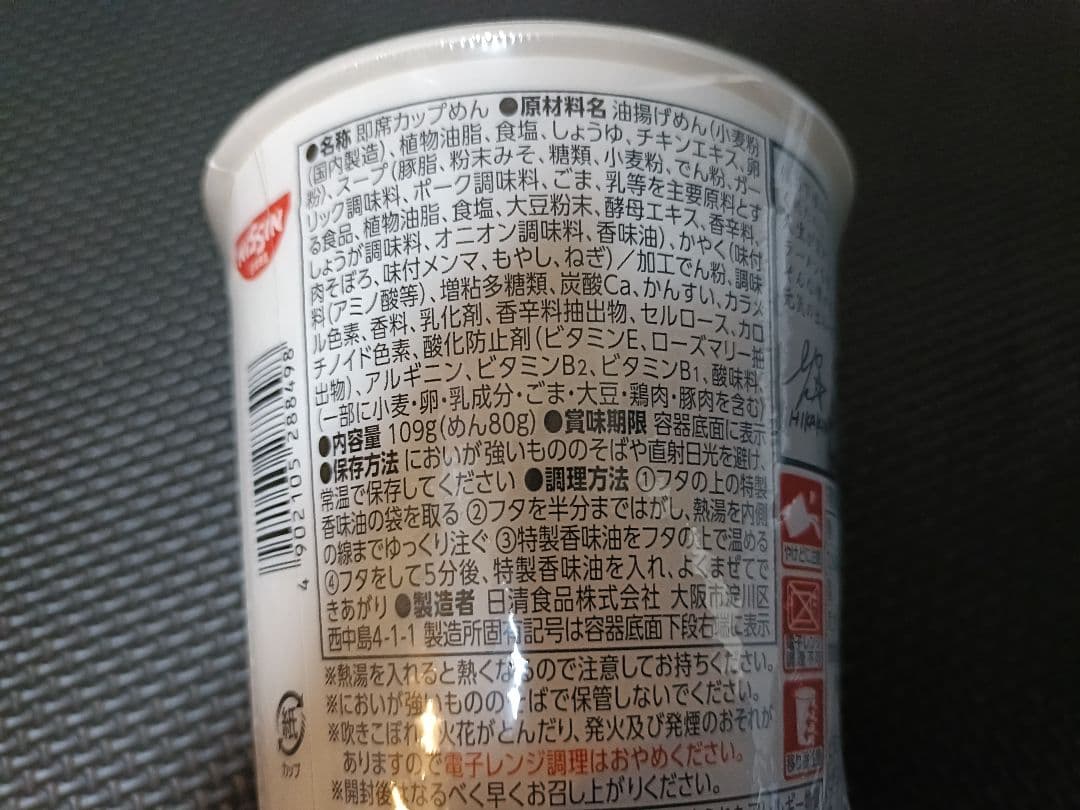 ●名称 即席カップめん ●原材料名 油揚げめん(小麦粉
(国内製造)、植物油脂、食塩、しょうゆ、チキンエキス、卵
粉)、スープ(豚脂、粉末みそ、糖類、小麦粉、でん粉、ガー
リック調味料、ポーク調味料、ごま、乳等を主要原料とす
る食品、植物油脂、食塩、大豆粉末、酵母エキス、香辛料、
しょうが調味料、オニオン調味料、香味油)、かやく(味付
肉そぼろ、味付メンマ、もやし、ねぎ)/加工でん粉、調味
料(アミノ酸等)、増粘多糖類、炭酸Ca、かんすい、カラメ
ル色素、香料、乳化剤、香辛料抽出物、セルロース、カロ
チノイド色素、酸化防止剤(ビタミンE、ローズマリー抽
出物)、アルギニン、ビタミンB2、ビタミンB1、酸味料、
(一部に小麦・卵・乳成分・ごま・大豆・鶏肉・豚肉を含む)
●内容量 109g(めん80g) ●賞味期限 容器底面に表示
●保存方法 においが強いもののそばや直射日光を避け、
常温で保存してください ●調理方法 ①フタの上の特製
香味油の袋を取る ②フタを半分まではがし、熱湯を内側
の線までゆっくり注ぐ ③特製香味油をフタの上で温める
④フタをして5分後、特製香味油を入れ、よくまぜてで
きあがり ●製造者 日清食品株式会社 大阪市淀川区
西中島4-1-1 製造所固有記号は容器底面下段右端に表示
※熱湯を入れると熱くなるので注意してお持ちください。
※においが強いもののそばで保管しないでください。
※吹きこぼれ、火花がとんだり、発火及び発煙のおそれが
ありますので電子レンジ調理はおやめください。
※開封後はなるべく早くお召し上がりください。
NISSIN
4 902105 288498
紙
カップ
やけどに注意